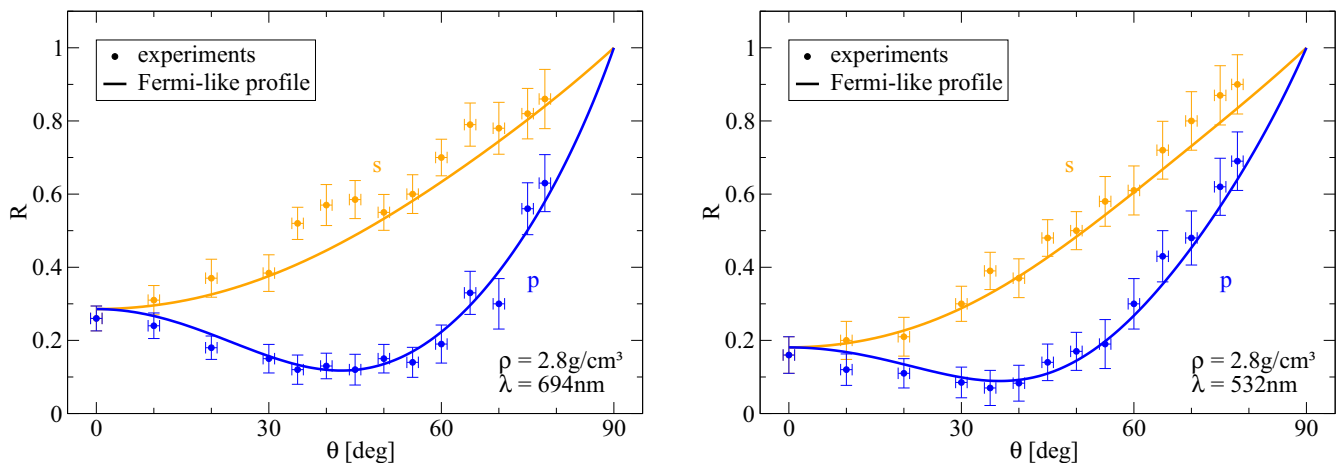 1
0.8
0.6
0.4
0.2
0
R
experiments
Fermi-like profile
s
p
ρ = 2.8g/cm³
λ = 694nm
0
30
60
90
θ [deg]
1
0.8
0.6
0.4
0.2
0
R
experiments
Fermi-like profile
s
p
ρ = 2.8g/cm³
λ = 532nm
0
30
60
90
θ [deg]